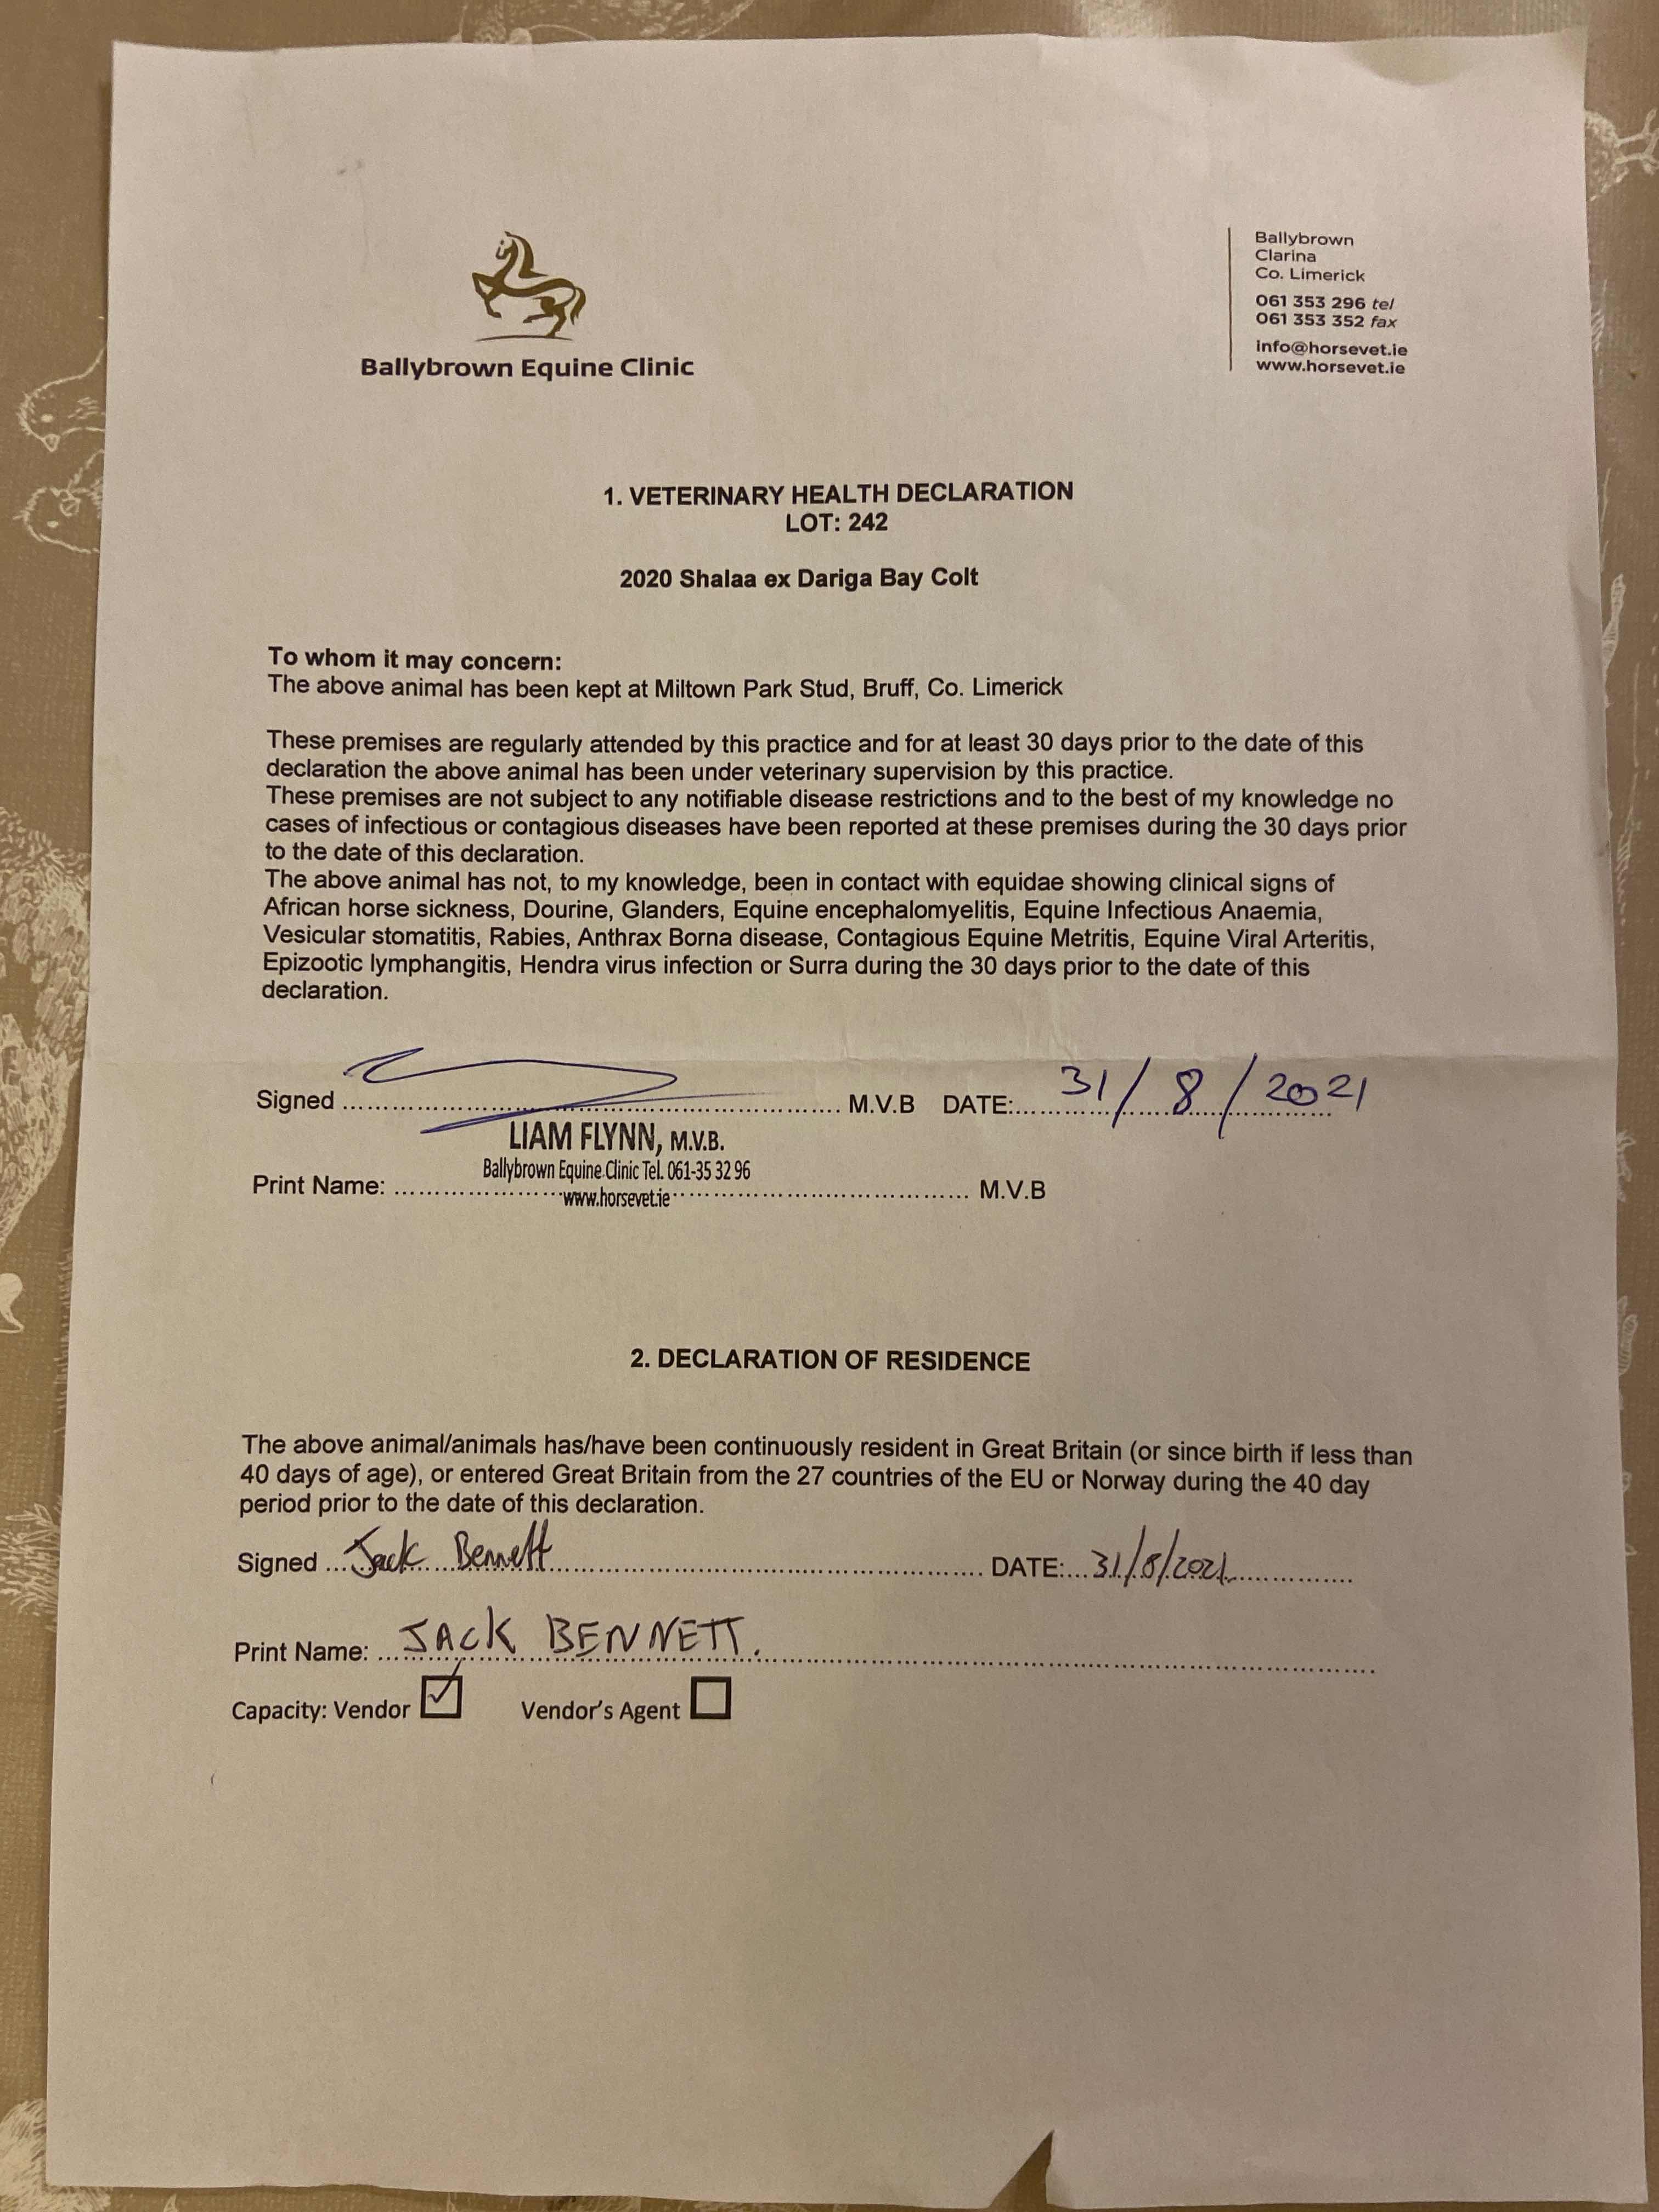 Ballybrown Equine Clinic
Ballybrown
Clarina
Co. Limerick
061 353 296 tel
061 353 352 fax
info@horsevet.ie
www.horsevet.ie
1. VETERINARY HEALTH DECLARATION
LOT: 242
2020 Shalaa ex Dariga Bay Colt
To whom it may concern:
The above animal has been kept at Miltown Park Stud, Bruff, Co. Limerick
These premises are regularly attended by this practice and for at least 30 days prior to the date of this
declaration the above animal has been under veterinary supervision by this practice.
These premises are not subject to any notifiable disease restrictions and to the best of my knowledge no
cases of infectious or contagious diseases have been reported at these premises during the 30 days prior
to the date of this declaration.
The above animal has not, to my knowledge, been in contact with equidae showing clinical signs of
African horse sickness, Dourine, Glanders, Equine encephalomyelitis, Equine Infectious Anaemia,
Vesicular stomatitis, Rabies, Anthrax Borna disease, Contagious Equine Metritis, Equine Viral Arteritis,
Epizootic lymphangitis, Hendra virus infection or Surra during the 30 days prior to the date of this
declaration.
Signed ........ M.V.B DATE: 31/8/2021
LIAM FLYNN, M.V.B.
Ballybrown Equine Clinic Tel. 061-35 32 96
Print Name: ........ www.horsevet.ie ........ M.V.B
2. DECLARATION OF RESIDENCE
The above animal/animals has/have been continuously resident in Great Britain (or since birth if less than
40 days of age), or entered Great Britain from the 27 countries of the EU or Norway during the 40 day
period prior to the date of this declaration.
Signed ... Jack Bennett ........ DATE:... 31/8/2021 ........
Print Name: JACK BENNETT.
Capacity: Vendor ☑ Vendor's Agent ☐